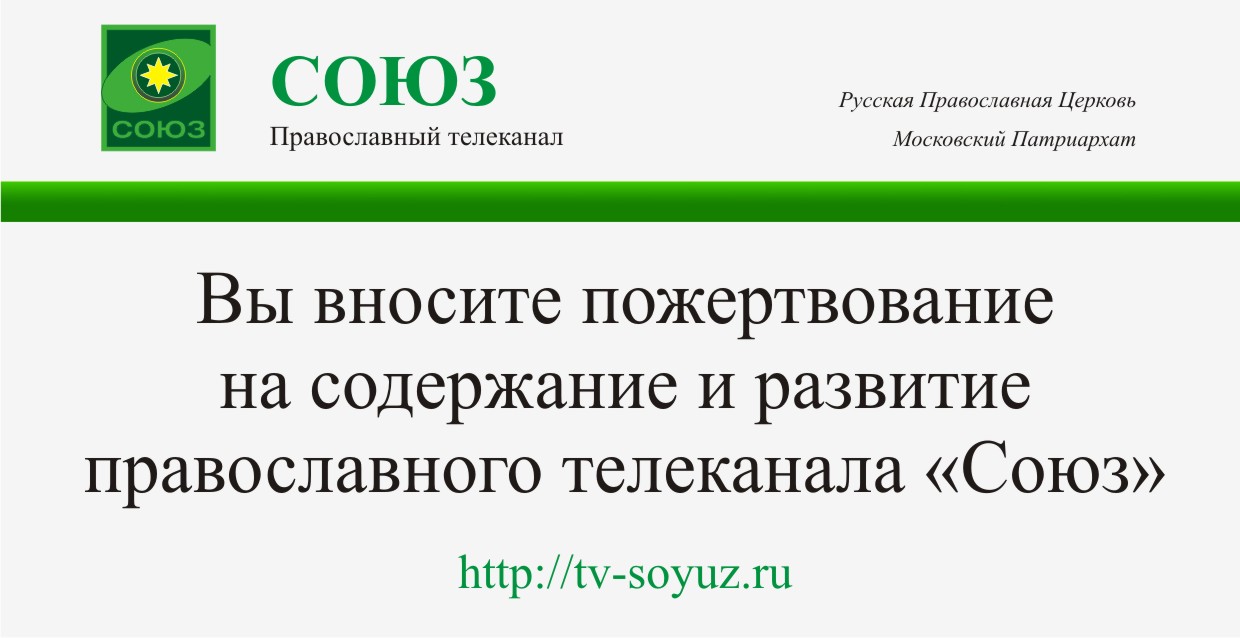 СОЮЗ
СОЮЗ
Православный телеканал
Русская Православная Церковь
Московский Патриархат
Вы вносите пожертвование
на содержание и развитие
православного телеканала «Союз»
http://tv-soyuz.ru